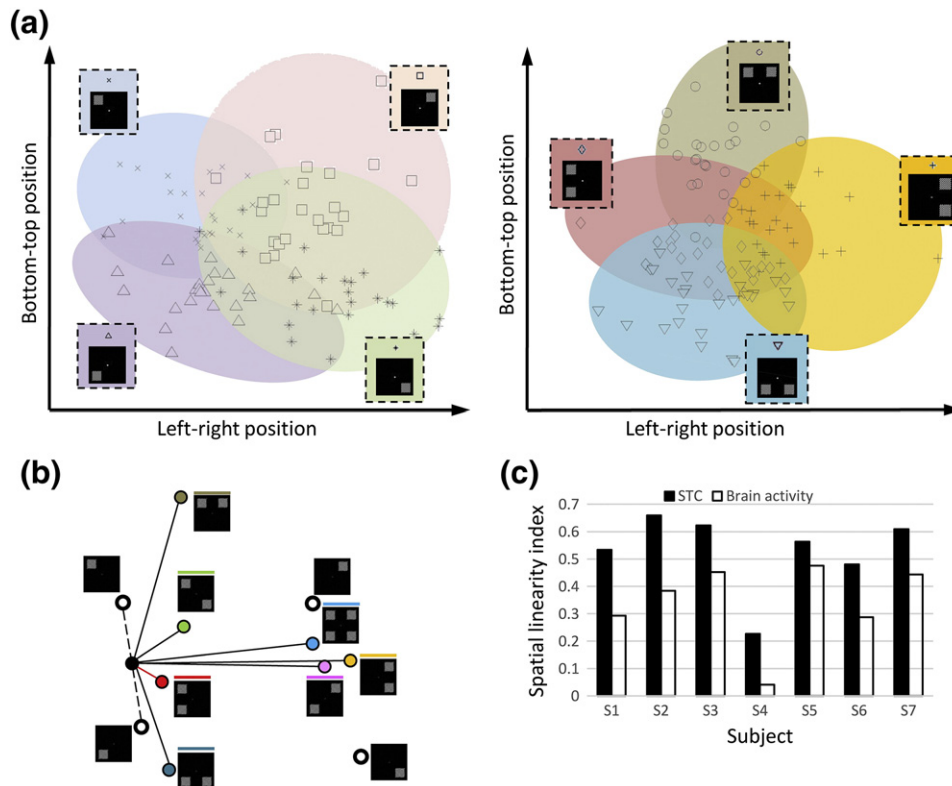 (a)
Bottom-top position
Left-right position
Bottom-top position
Left-right position
(b)
(c)
STC Brain activity
Spatial linearity index
0.7
0.6
0.5
0.4
0.3
0.2
0.1
0
S1 S2 S3 S4 S5 S6 S7
Subject